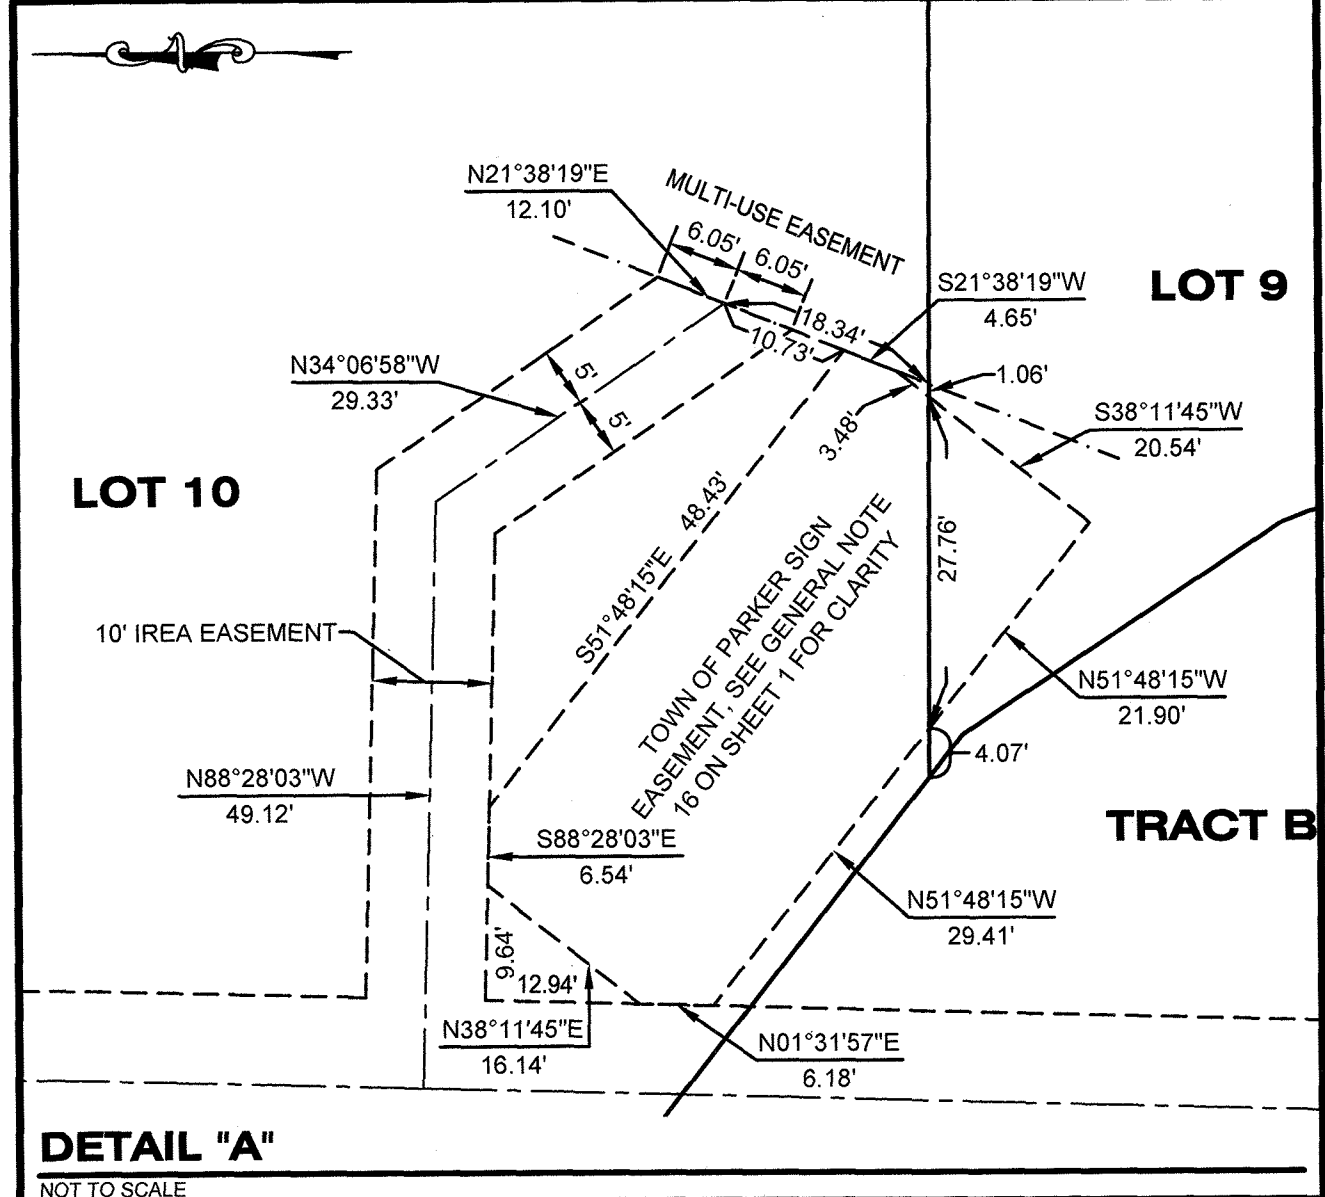 N21°38'19"E
12.10'
MULTI-USE EASEMENT
6.05'
6.05'
S21°38'19"W
4.65'
LOT 9
18.34'
10.73'
1.06'
N34°06'58"W
29.33'
5'
5'
3.48'
S38°11'45"W
20.54'
LOT 10
S51°48'15"E 48.43'
27.76'
TOWN OF PARKER SIGN
EASEMENT, SEE GENERAL NOTE
16 ON SHEET 1 FOR CLARITY
10' IREA EASEMENT
N51°48'15"W
21.90'
4.07'
N88°28'03"W
49.12'
TRACT B
S88°28'03"E
6.54'
N51°48'15"W
29.41'
9.64'
12.94'
N38°11'45"E
16.14'
N01°31'57"E
6.18'
DETAIL "A"
NOT TO SCALE